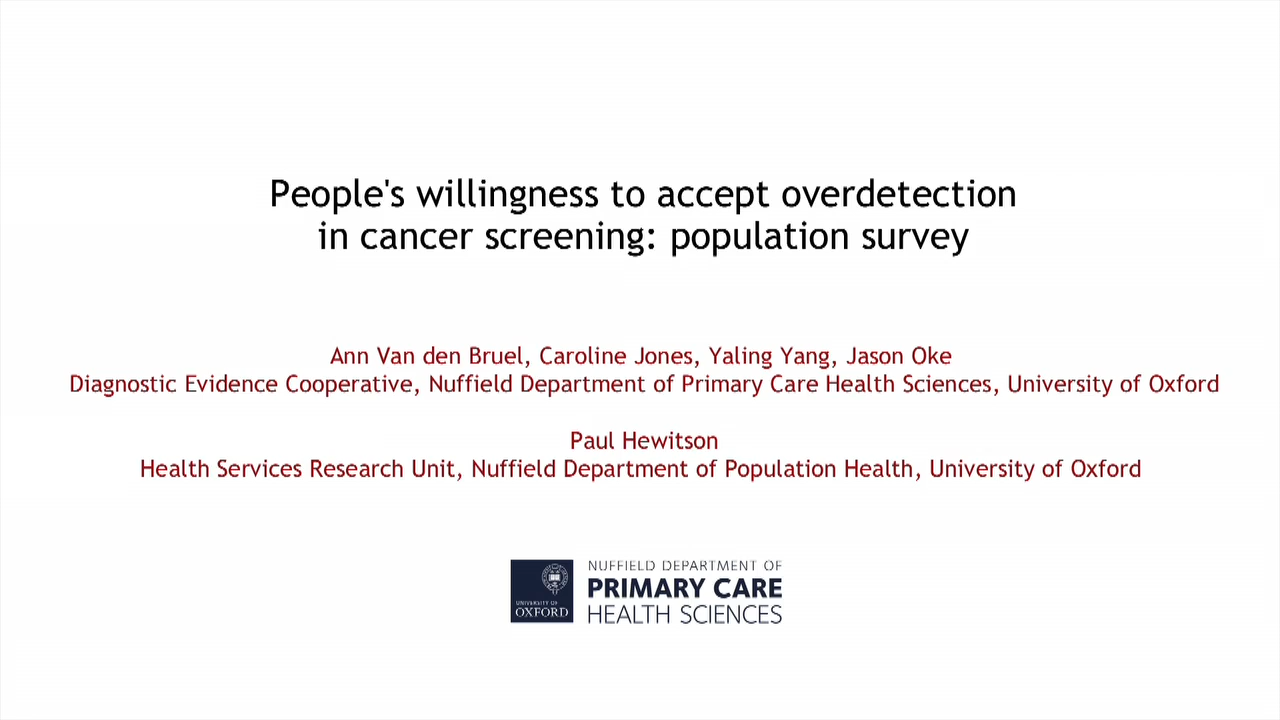 People's willingness to accept overdetection
in cancer screening: population survey
Ann Van den Bruel, Caroline Jones, Yaling Yang, Jason Oke
Diagnostic Evidence Cooperative, Nuffield Department of Primary Care Health Sciences, University of Oxford
Paul Hewitson
Health Services Research Unit, Nuffield Department of Population Health, University of Oxford
UNIVERSITY OF
OXFORD
NUFFIELD DEPARTMENT OF
PRIMARY CARE
HEALTH SCIENCES